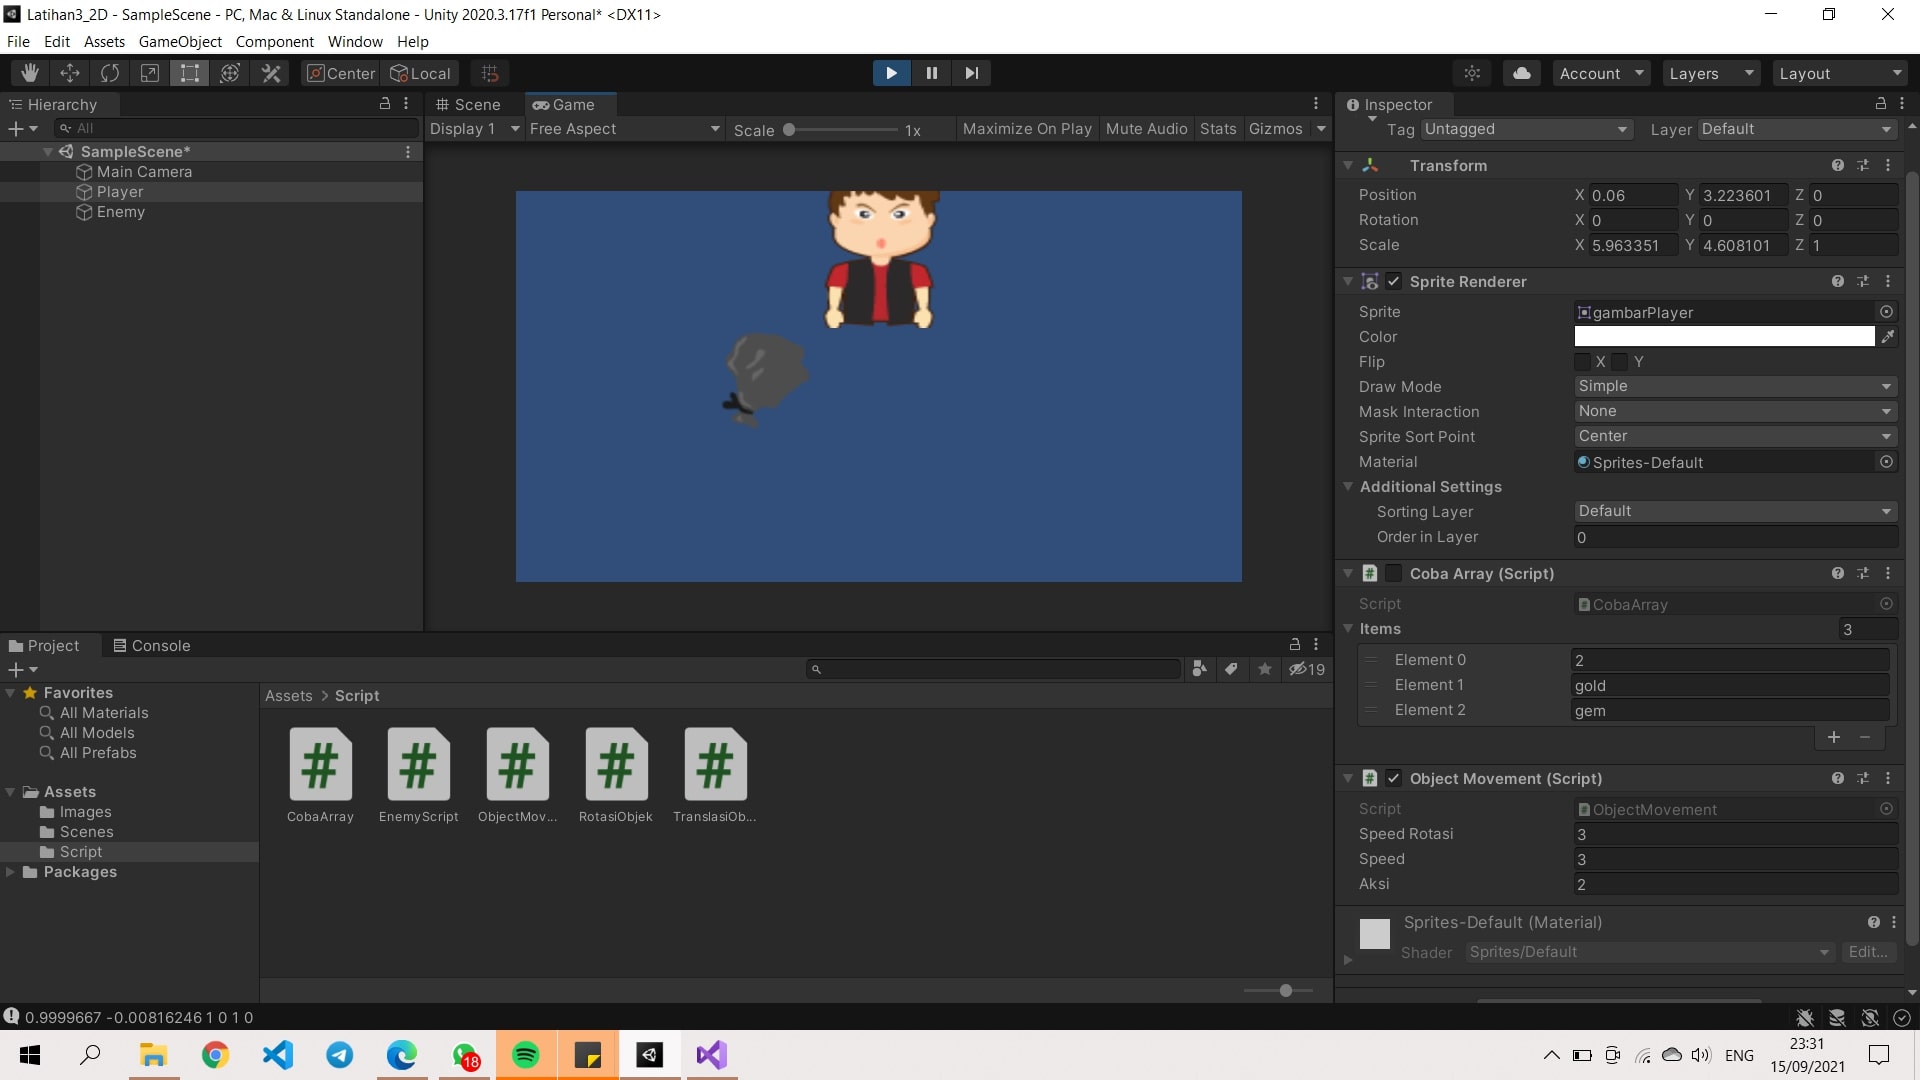 Latihan3_2D - SampleScene - PC, Mac & Linux Standalone - Unity 2020.3.17f1 Personal* <DX11>
File Edit Assets GameObject Component Window Help
Center Local Account Layers Layout
Hierarchy
All
SampleScene*
Main Camera
Player
Enemy
Scene Game
Display 1 Free Aspect Scale 1x Maximize On Play Mute Audio Stats Gizmos
Inspector
Tag Untagged Layer Default
Transform
Position X 0.06 Y 3.223601 Z 0
Rotation X 0 Y 0 Z 0
Scale X 5.963351 Y 4.608101 Z 1
Sprite Renderer
Sprite gambarPlayer
Color
Flip X Y
Draw Mode Simple
Mask Interaction None
Sprite Sort Point Center
Material Sprites-Default
Additional Settings
Sorting Layer Default
Order in Layer 0
Coba Array (Script)
Script CobaArray
Items 3
Element 0 2
Element 1 gold
Element 2 gem
Object Movement (Script)
Script ObjectMovement
Speed Rotasi 3
Speed 3
Aksi 2
Sprites-Default (Material)
Shader Sprites/Default Edit...
Project Console
19
Favorites
All Materials
All Models
All Prefabs
Assets
Images
Scenes
Script
Packages
Assets > Script
CobaArray EnemyScript ObjectMov... RotasiObjek TranslasiOb...
0.9999667 -0.00816246 1 0 1 0
18
ENG
23:31
15/09/2021